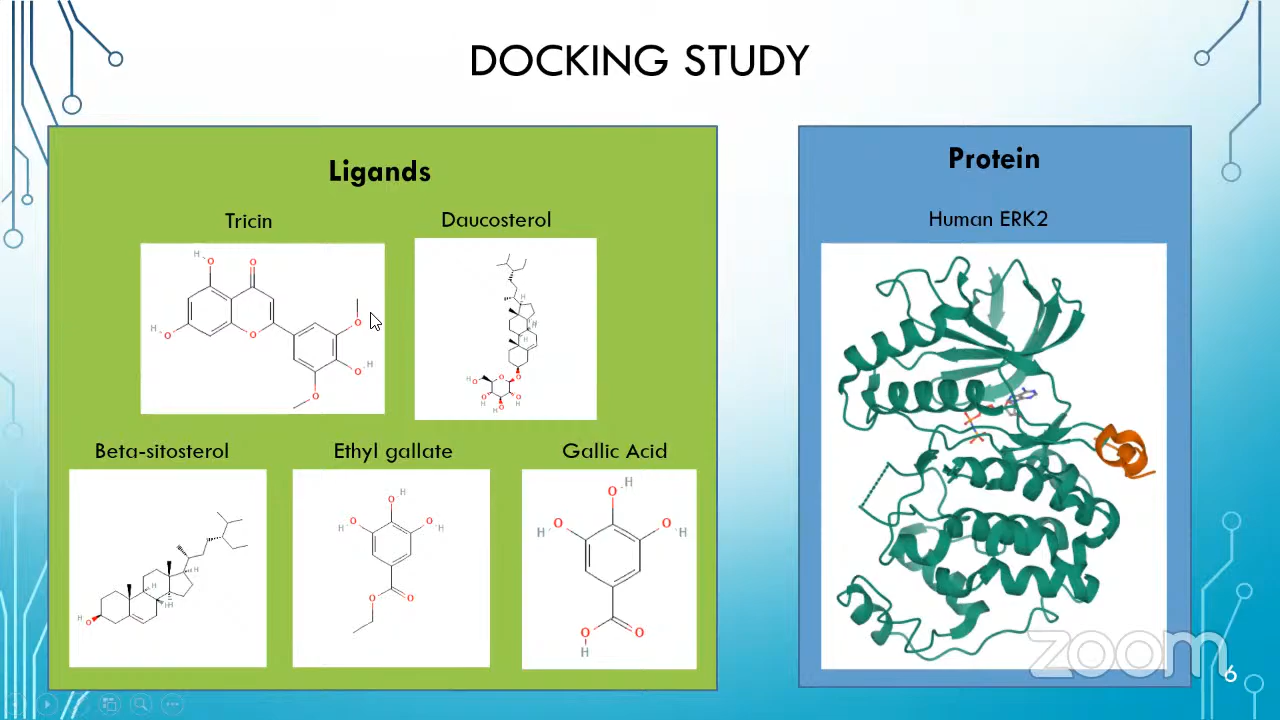 DOCKING STUDY
Ligands
Tricin
Daucosterol
Beta-sitosterol
Ethyl gallate
Gallic Acid
Protein
Human ERK2
zoom
6